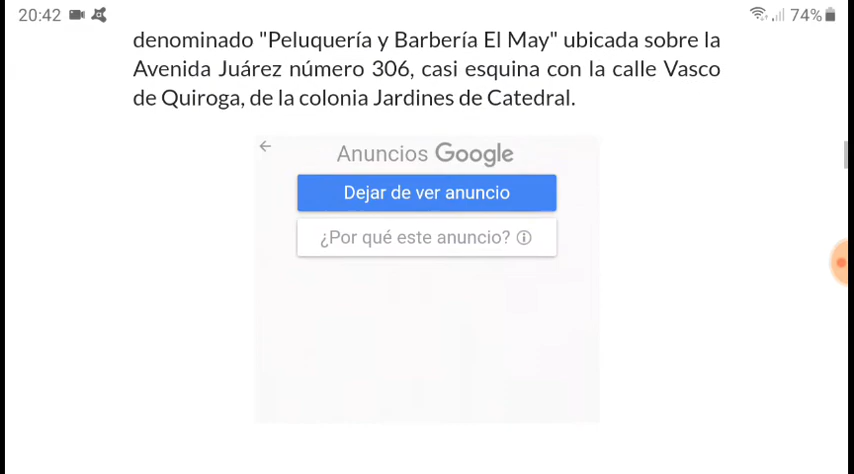 20:42
74%
denominado "Peluquería y Barbería El May" ubicada sobre la
Avenida Juárez número 306, casi esquina con la calle Vasco
de Quiroga, de la colonia Jardines de Catedral.
Anuncios Google
Dejar de ver anuncio
¿Por qué este anuncio?